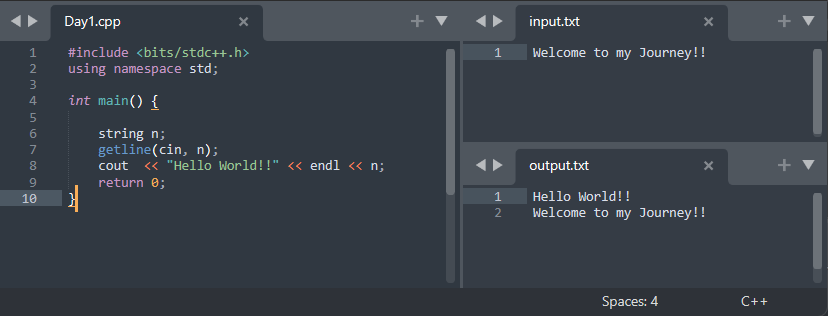 Day1.cpp
1 #include <bits/stdc++.h>
2 using namespace std;
3
4 int main() {
5
6     string n;
7     getline(cin, n);
8     cout  << "Hello World!!" << endl << n;
9     return 0;
10 }
input.txt
1 Welcome to my Journey!!
output.txt
1 Hello World!!
2 Welcome to my Journey!!
Spaces: 4 C++